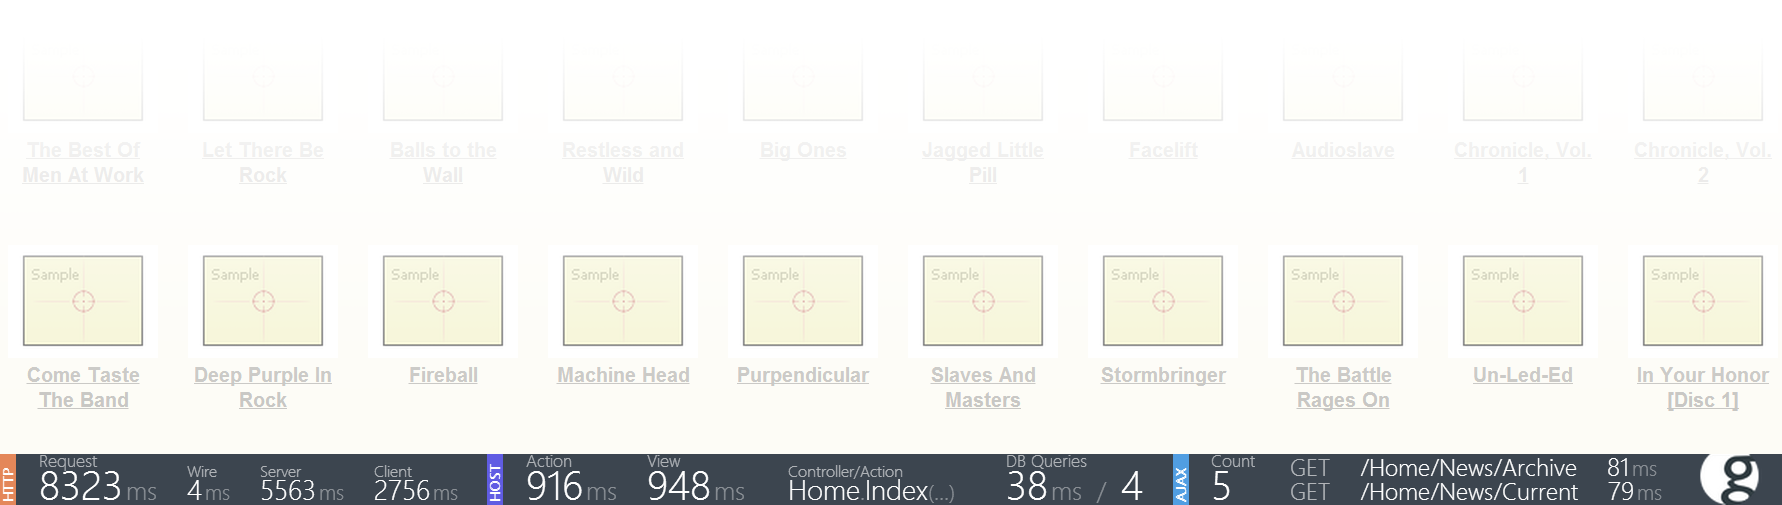 The Best Of Let There Be Balls to the Restless and Big Ones Jagged Little Facelift Audioslave Chronicle, Vol. Chronicle, Vol.
Men At Work Rock Wall Wild Pill 1 2
Sample Sample Sample Sample Sample Sample Sample Sample Sample Sample
Come Taste Deep Purple In Fireball Machine Head Purpendicular Slaves And Stormbringer The Battle Un-Led-Ed In Your Honor
The Band Rock Masters Rages On [Disc 1]
HTTP
Request
8323 ms
Wire
4 ms
Server
5563 ms
Client
2756 ms
HOST
Action
916 ms
View
948 ms
Controller/Action
Home.Index(...)
DB Queries
38 ms / 4
AJAX
Count
5
GET /Home/News/Archive 81 ms
GET /Home/News/Current 79 ms
g